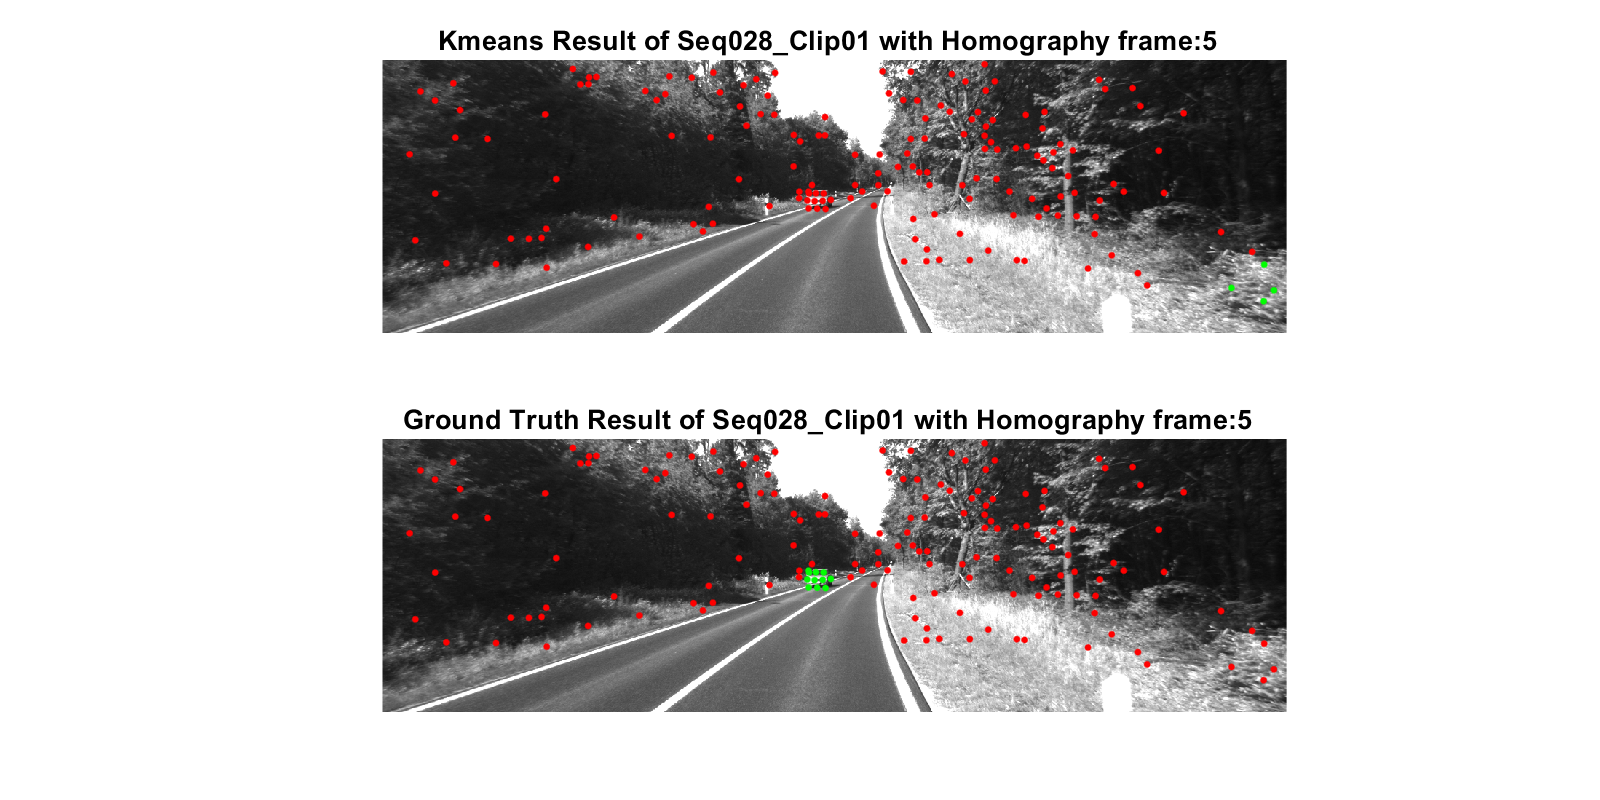 Kmeans Result of Seq028_Clip01 with Homography frame:5
Ground Truth Result of Seq028_Clip01 with Homography frame:5